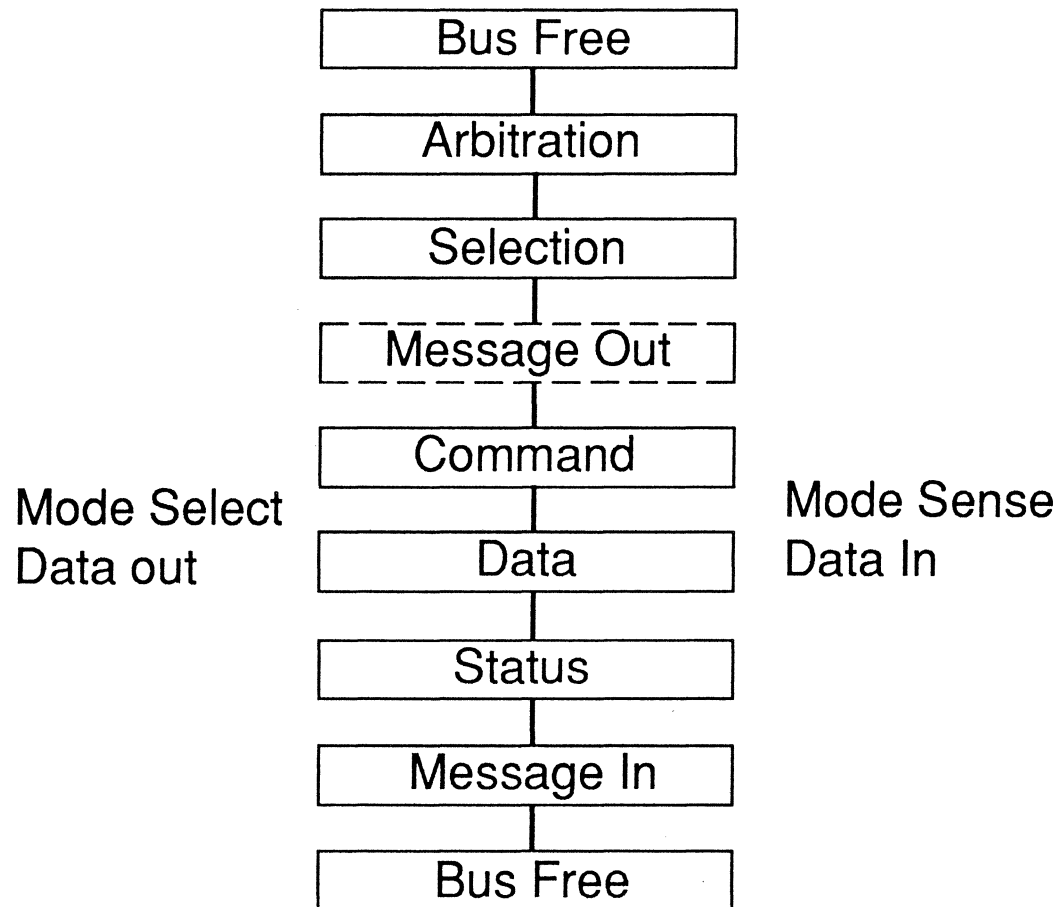 Bus Free
Arbitration
Selection
Message Out
Command
Mode Select
Data out
Data
Mode Sense
Data In
Status
Message In
Bus Free